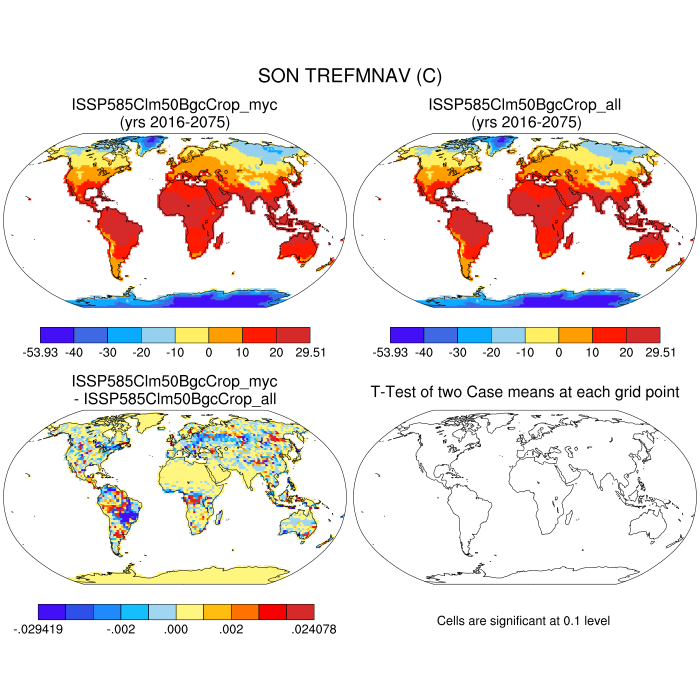 SON TREFMNAV (C)
ISSP585Clm50BgcCrop_myc
(yrs 2016-2075)
ISSP585Clm50BgcCrop_all
(yrs 2016-2075)
-53.93 -40 -30 -20 -10 0 10 20 29.51
-53.93 -40 -30 -20 -10 0 10 20 29.51
ISSP585Clm50BgcCrop_myc
- ISSP585Clm50BgcCrop_all
T-Test of two Case means at each grid point
-.029419 -.002 .000 .002 .024078
Cells are significant at 0.1 level